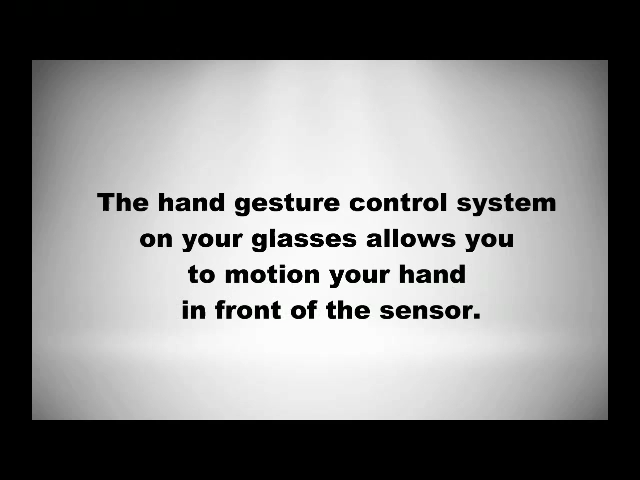 The hand gesture control system
on your glasses allows you
to motion your hand
in front of the sensor.